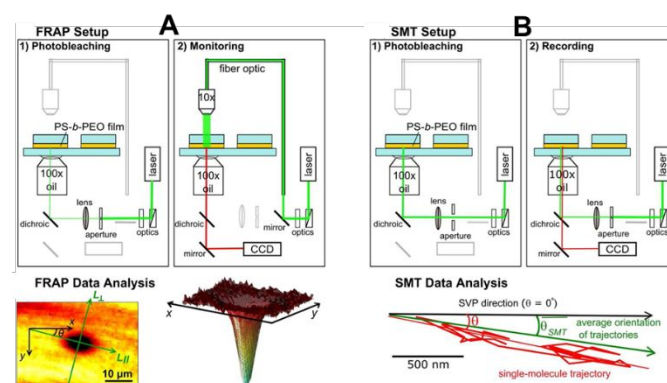 A
FRAP Setup
1) Photobleaching
2) Monitoring
fiber optic
10x
PS-b-PEO film
laser
100x
oil
lens
dichroic
aperture
optics
laser
100x
oil
dichroic
mirror
optics
mirror
CCD
FRAP Data Analysis
L⊥
x
θ
y
L//
10 μm
x
y
B
SMT Setup
1) Photobleaching
2) Recording
PS-b-PEO film
laser
100x
oil
lens
dichroic
aperture
optics
laser
100x
oil
lens
dichroic
aperture
optics
mirror
CCD
SMT Data Analysis
SVP direction (θ = 0°)
θ
θSMT
average orientation
of trajectories
500 nm
single-molecule trajectory